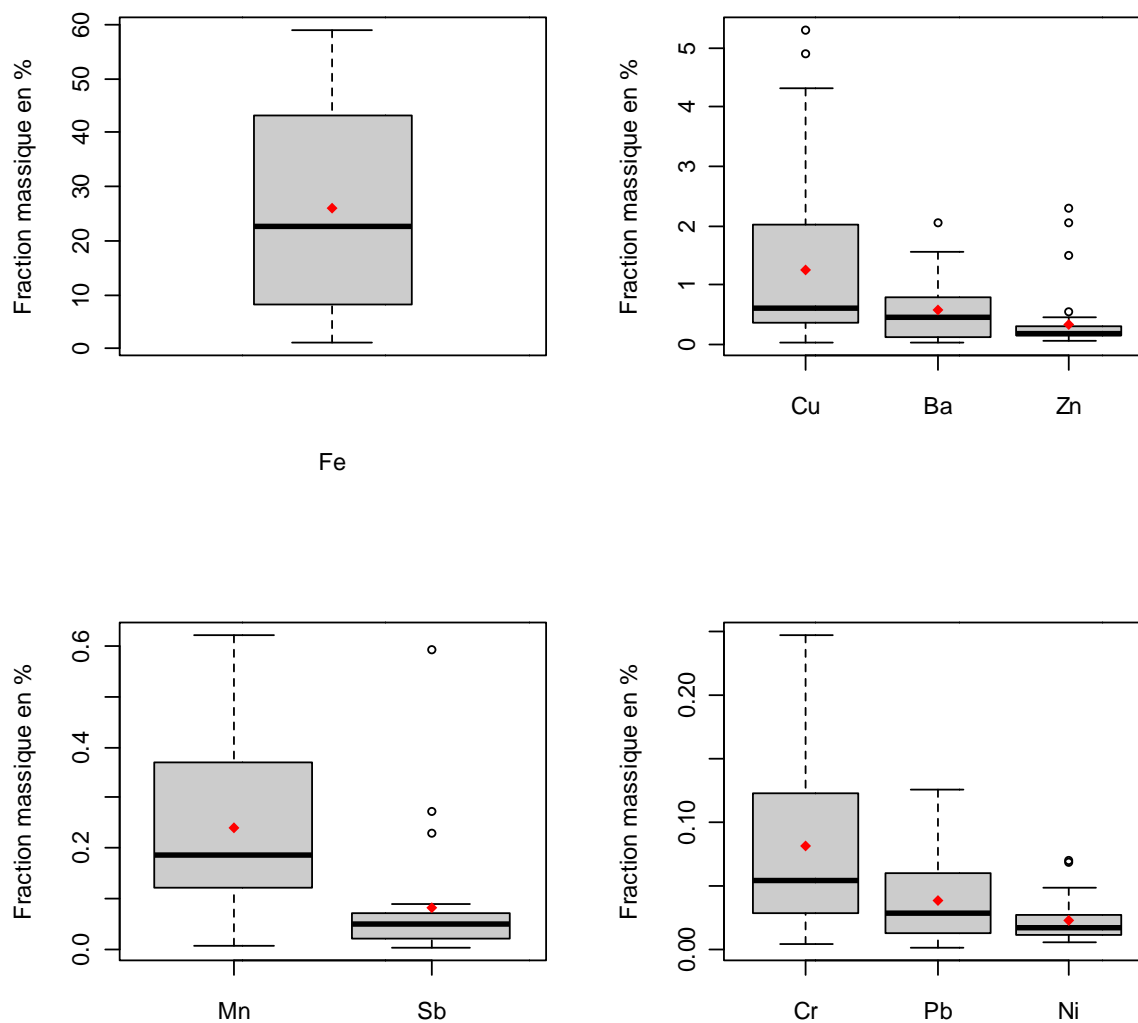 Fraction massique en %
60
50
40
30
20
10
0
Fe
Fraction massique en %
5
4
3
2
1
0
Cu Ba Zn
Fraction massique en %
0.6
0.4
0.2
0.0
Mn Sb
Fraction massique en %
0.20
0.10
0.00
Cr Pb Ni